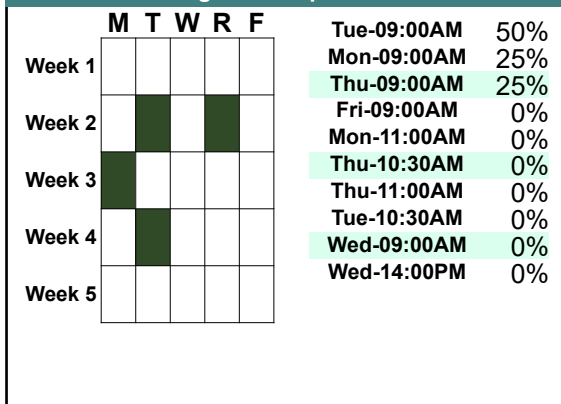 M T W R F
Week 1
Week 2
Week 3
Week 4
Week 5
Tue-09:00AM 50%
Mon-09:00AM 25%
Thu-09:00AM 25%
Fri-09:00AM 0%
Mon-11:00AM 0%
Thu-10:30AM 0%
Thu-11:00AM 0%
Tue-10:30AM 0%
Wed-09:00AM 0%
Wed-14:00PM 0%